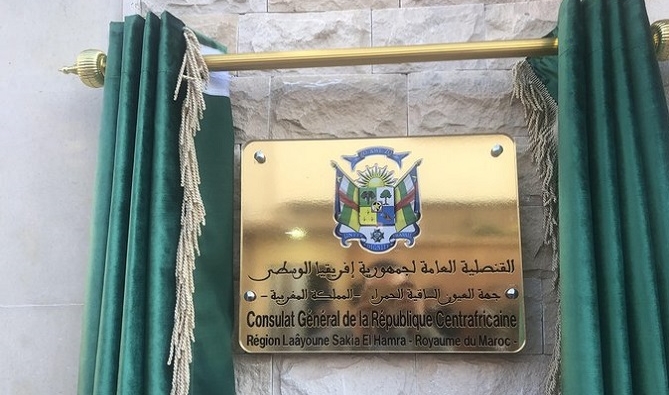 القنصلية العامة لجمهورية إفريقيا الوسطى
- جهة العيون الساقية الحمراء - المملكة المغربية -
Consulat Général de la République Centrafricaine
Région Laâyoune Sakia El Hamra - Royaume du Maroc -